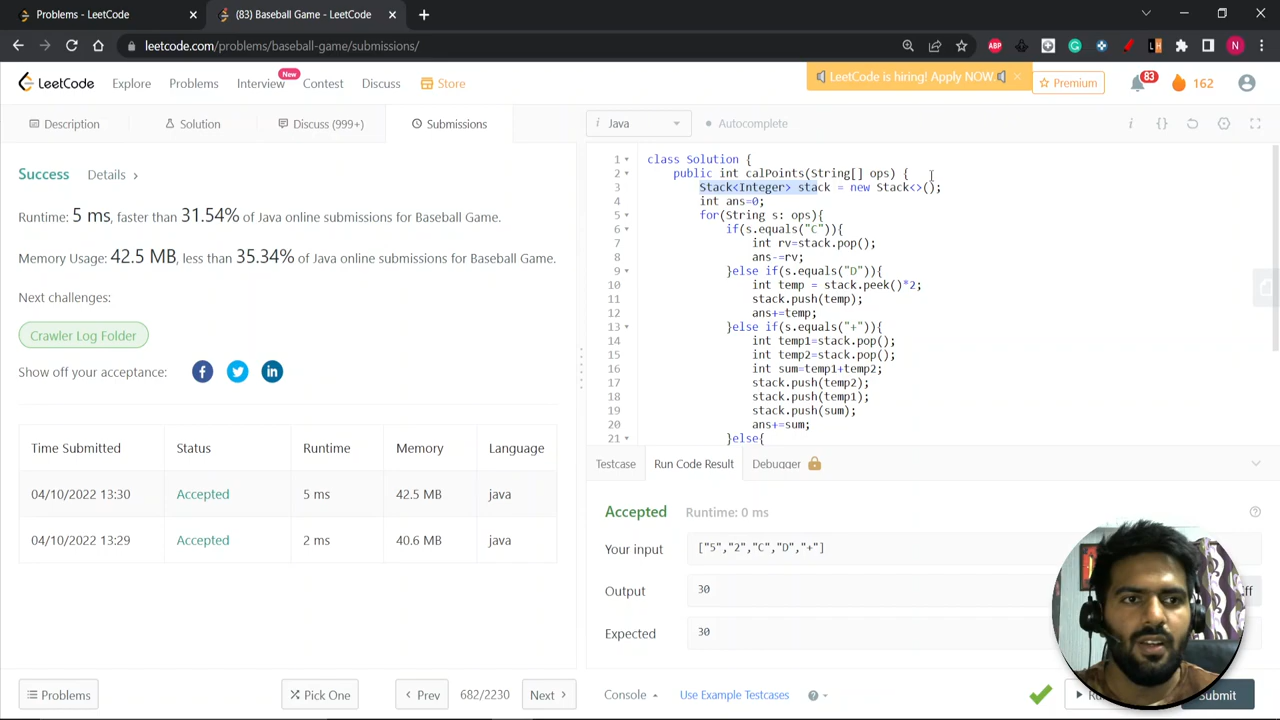 Problems - LeetCode
(83) Baseball Game - LeetCode
leetcode.com/problems/baseball-game/submissions/
ABP
LH
N
LeetCode
Explore
Problems
Interview
New
Contest
Discuss
Store
LeetCode is hiring! Apply NOW
Premium
83
162
Description
Solution
Discuss (999+)
Submissions
i Java
Autocomplete
Success
Details
Runtime: 5 ms, faster than 31.54% of Java online submissions for Baseball Game.
Memory Usage: 42.5 MB, less than 35.34% of Java online submissions for Baseball Game.
Next challenges:
Crawler Log Folder
Show off your acceptance:
Time Submitted Status Runtime Memory Language
04/10/2022 13:30 Accepted 5 ms 42.5 MB java
04/10/2022 13:29 Accepted 2 ms 40.6 MB java
1 class Solution {
2 public int calPoints(String[] ops) {
3 Stack<Integer> stack = new Stack<>();
4 int ans=0;
5 for(String s: ops){
6 if(s.equals("C")){
7 int rv=stack.pop();
8 ans-=rv;
9 }else if(s.equals("D")){
10 int temp = stack.peek()*2;
11 stack.push(temp);
12 ans+=temp;
13 }else if(s.equals("+")){
14 int temp1=stack.pop();
15 int temp2=stack.pop();
16 int sum=temp1+temp2;
17 stack.push(temp2);
18 stack.push(temp1);
19 stack.push(sum);
20 ans+=sum;
21 }else{
Testcase
Run Code Result
Debugger
Accepted
Runtime: 0 ms
Your input
["5","2","C","D","+"]
Output
30
Expected
30
Problems
Pick One
Prev
682/2230
Next
Console
Use Example Testcases
Submit